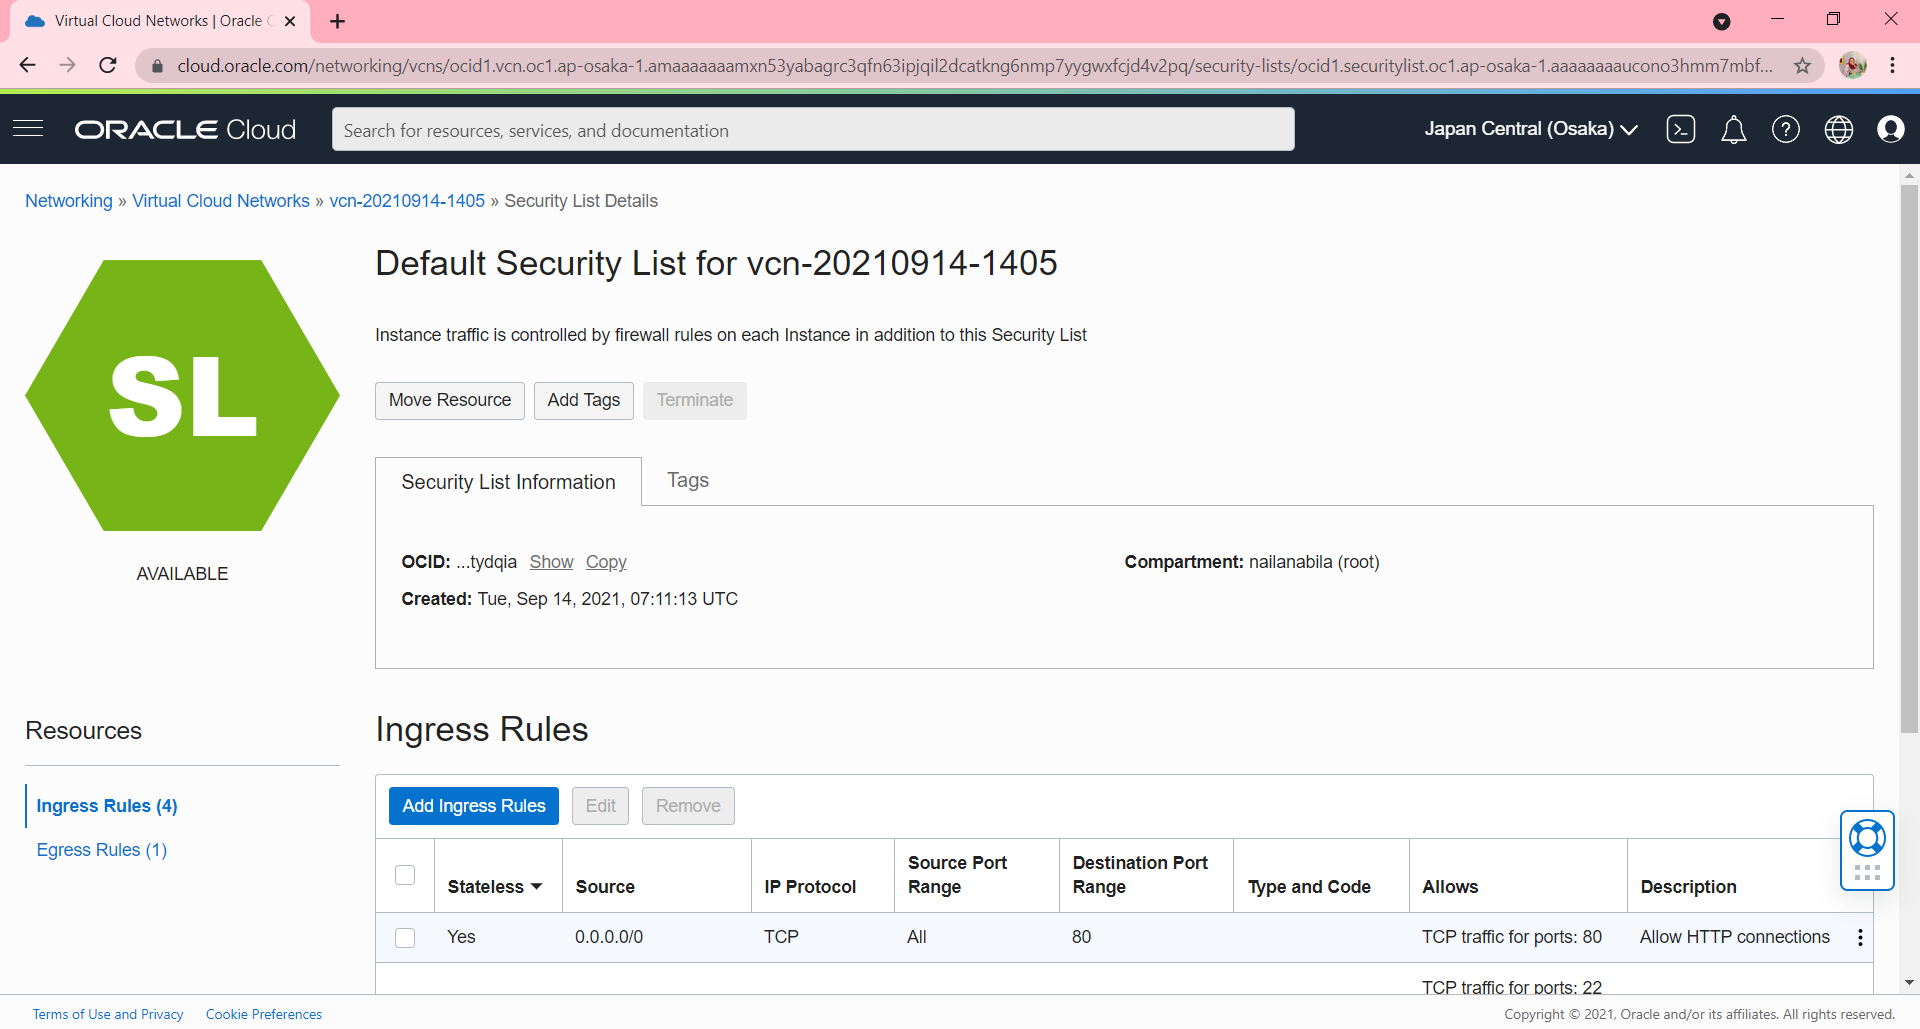 Virtual Cloud Networks | Oracle C
cloud.oracle.com/networking/vcns/ocid1.vcn.oc1.ap-osaka-1.amaaaaaaamxn53yabagrc3qfn63ipjqil2dcatkng6nmp7yygwxfcjd4v2pq/security-lists/ocid1.securitylist.oc1.ap-osaka-1.aaaaaaaaucono3hmm7mbf...
ORACLE Cloud
Search for resources, services, and documentation
Japan Central (Osaka)
Networking » Virtual Cloud Networks » vcn-20210914-1405 » Security List Details
SL
AVAILABLE
Default Security List for vcn-20210914-1405
Instance traffic is controlled by firewall rules on each Instance in addition to this Security List
Move Resource Add Tags Terminate
Security List Information Tags
OCID: ...tydqia Show Copy Compartment: nailanabila (root)
Created: Tue, Sep 14, 2021, 07:11:13 UTC
Resources
Ingress Rules (4)
Egress Rules (1)
Ingress Rules
Add Ingress Rules Edit Remove
Stateless Source IP Protocol Source Port Range Destination Port Range Type and Code Allows Description
Yes 0.0.0.0/0 TCP All 80 TCP traffic for ports: 80 Allow HTTP connections
TCP traffic for ports: 22
Terms of Use and Privacy Cookie Preferences Copyright © 2021, Oracle and/or its affiliates. All rights reserved.